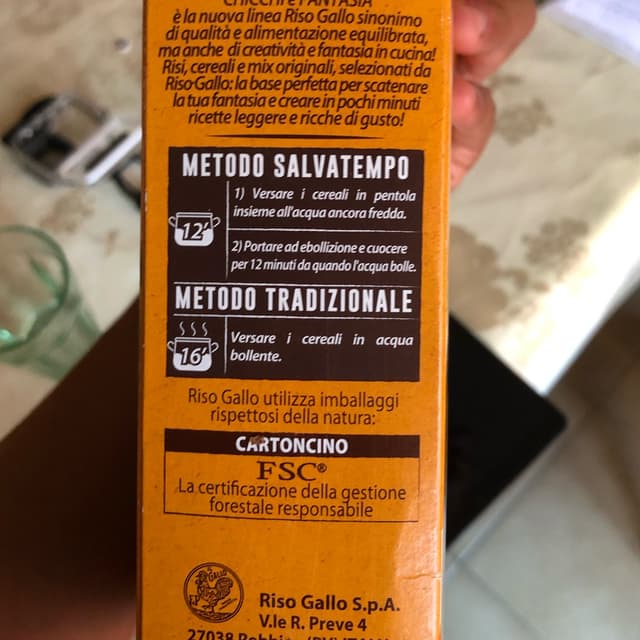 CHICCHI e FANTASIA
è la nuova linea Riso Gallo sinonimo
di qualità e alimentazione equilibrata,
ma anche di creatività e fantasia in cucina!
Risi, cereali e mix originali, selezionati da
Riso Gallo: la base perfetta per scatenare
la tua fantasia e creare in pochi minuti
ricette leggere e ricche di gusto!
METODO SALVATEMPO
12'
1) Versare i cereali in pentola
insieme all'acqua ancora fredda.
2) Portare ad ebollizione e cuocere
per 12 minuti da quando l'acqua bolle.
METODO TRADIZIONALE
16'
Versare i cereali in acqua
bollente.
Riso Gallo utilizza imballaggi
rispettosi della natura:
CARTONCINO
FSC®
La certificazione della gestione
forestale responsabile
Riso Gallo S.p.A.
V.le R. Preve 4
27038